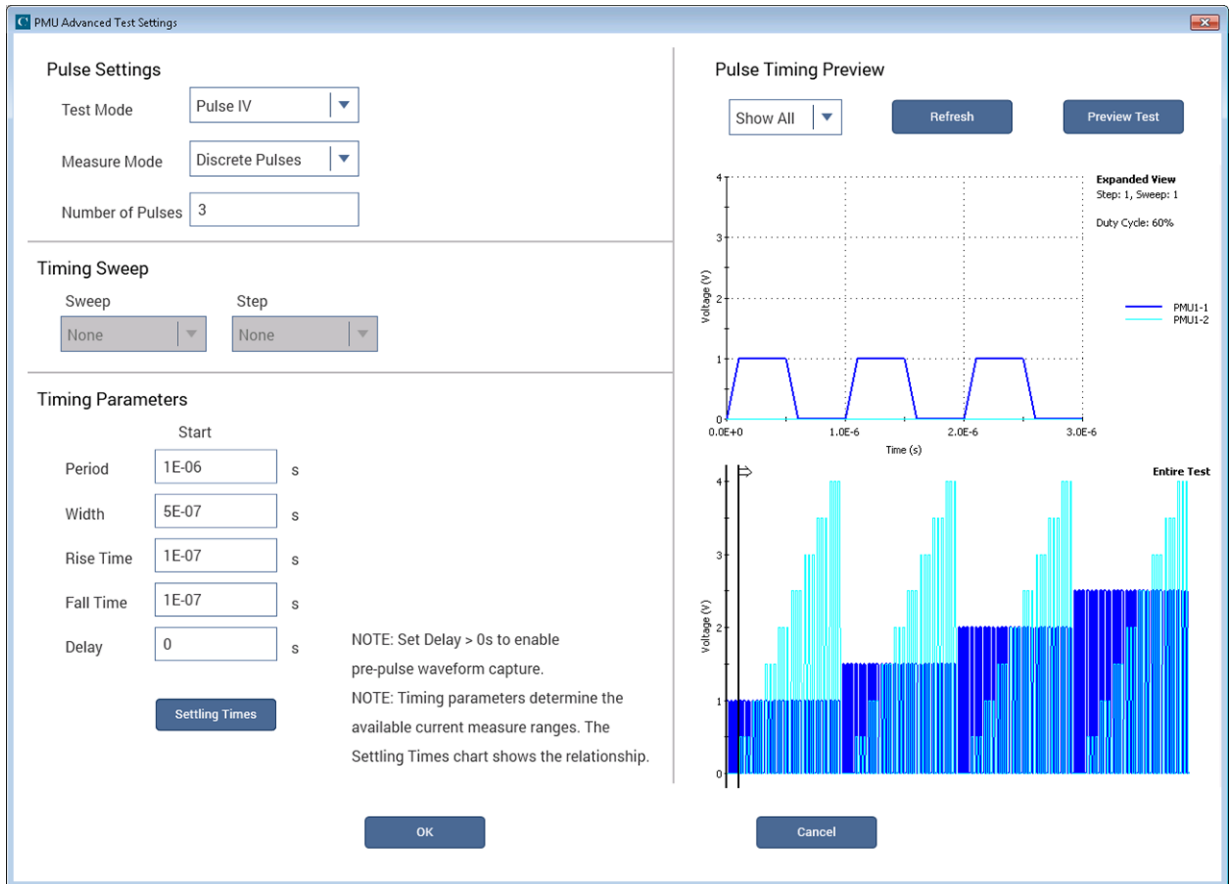 PMU Advanced Test Settings
Pulse Settings
Test Mode
Pulse IV
Measure Mode
Discrete Pulses
Number of Pulses
3
Timing Sweep
Sweep
Step
None
None
Timing Parameters
Start
Period
1E-06
s
Width
5E-07
s
Rise Time
1E-07
s
Fall Time
1E-07
s
Delay
0
s
Settling Times
NOTE: Set Delay > 0s to enable
pre-pulse waveform capture.
NOTE: Timing parameters determine the
available current measure ranges. The
Settling Times chart shows the relationship.
Pulse Timing Preview
Show All
Refresh
Preview Test
Expanded View
Step: 1, Sweep: 1
Duty Cycle: 60%
PMU1-1
PMU1-2
Voltage (V)
4
3
2
1
0
0.0E+0
1.0E-6
2.0E-6
3.0E-6
Time (s)
Entire Test
Voltage (V)
4
3
2
1
0
OK
Cancel